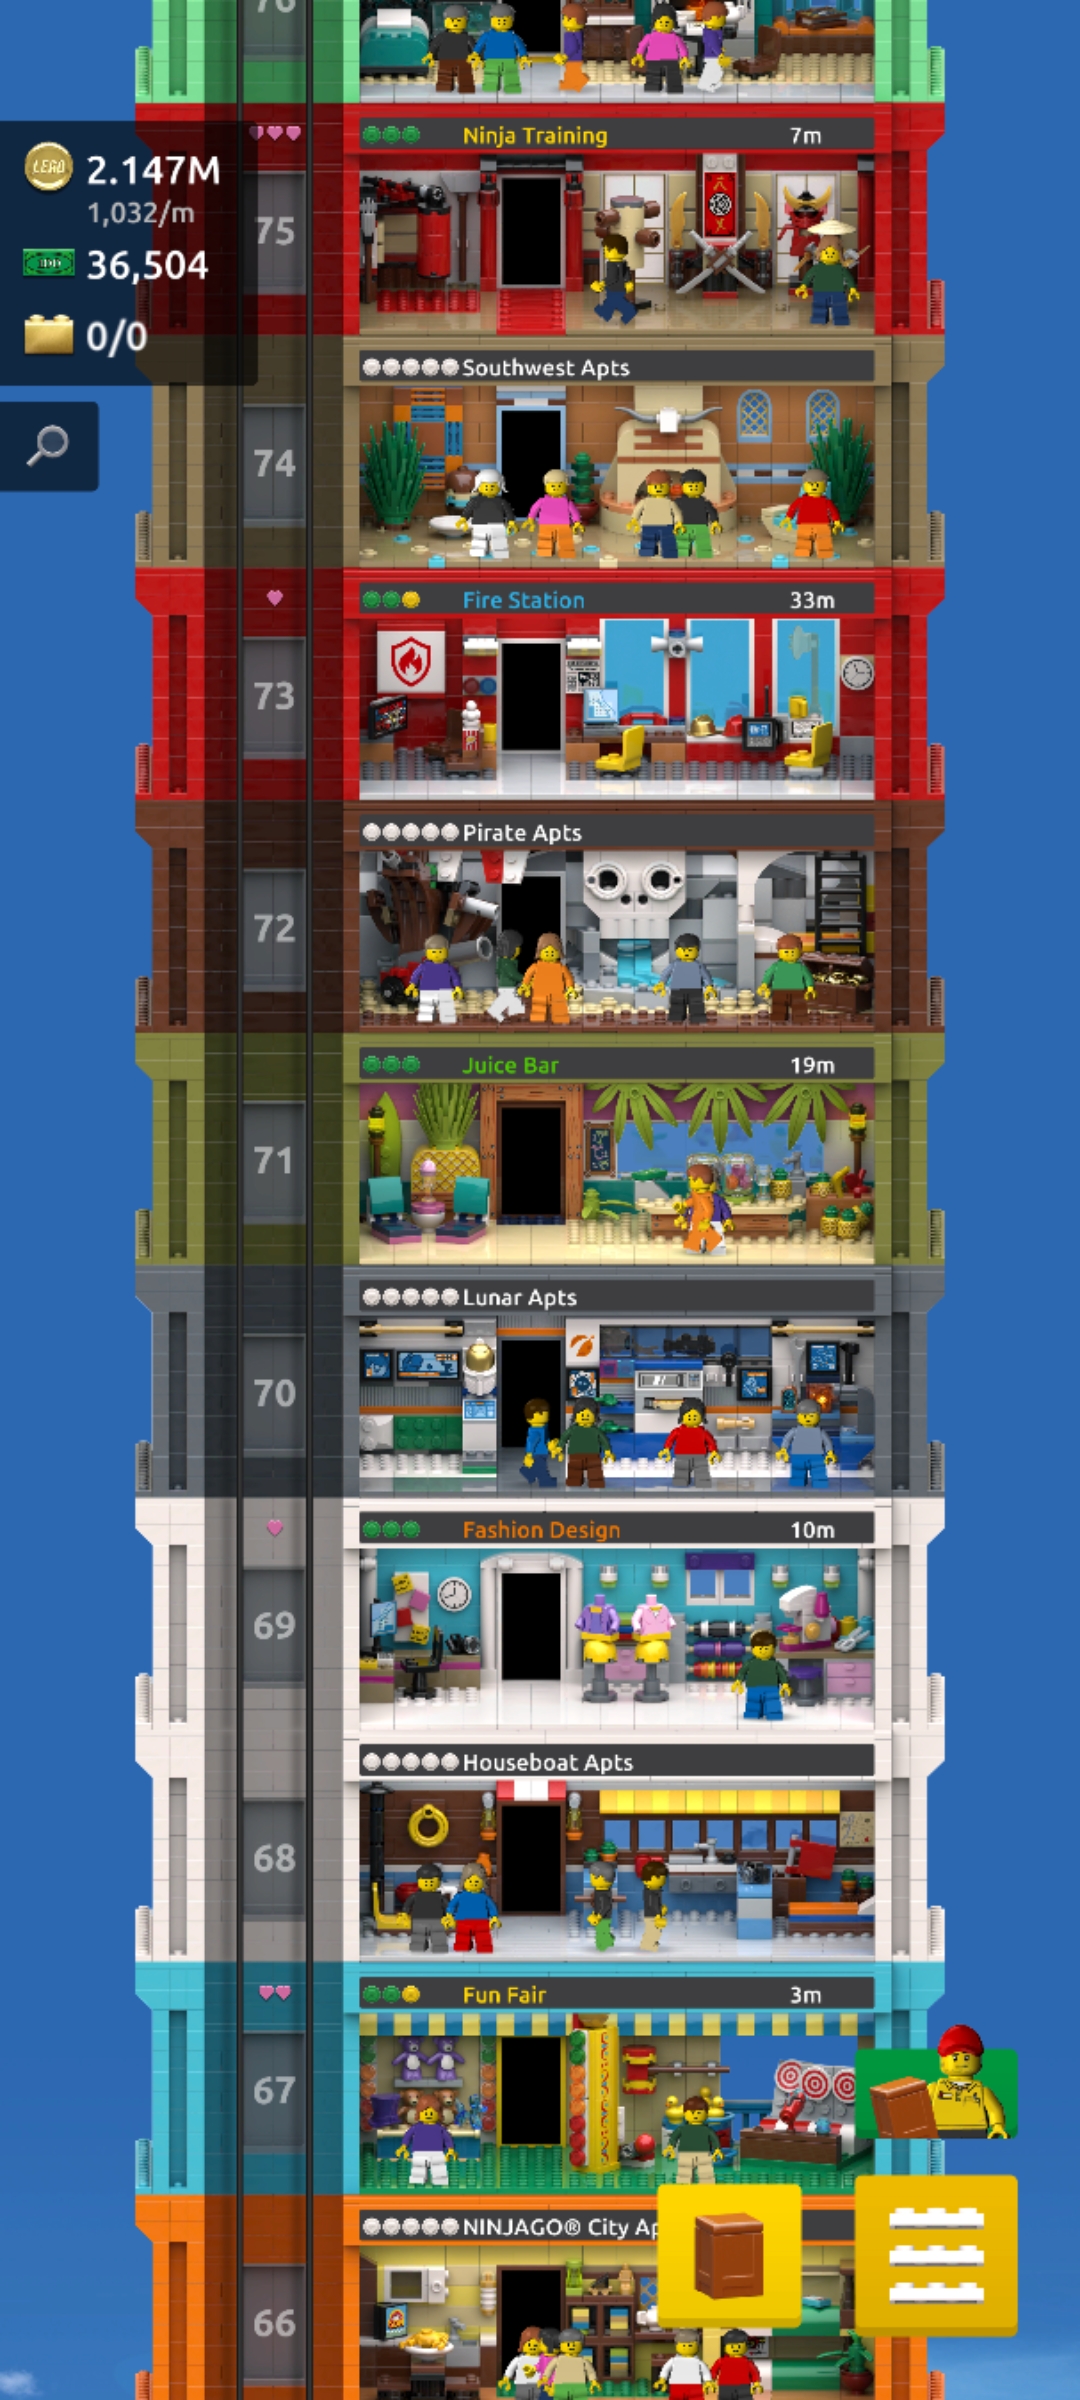 76
Ninja Training 7m
LEGO 2.147M
1,032/m
75
36,504
0/0
Southwest Apts
74
Fire Station 33m
73
Pirate Apts
72
Juice Bar 19m
71
Lunar Apts
70
Fashion Design 10m
69
Houseboat Apts
68
Fun Fair 3m
67
NINJAGO® City Ap
66